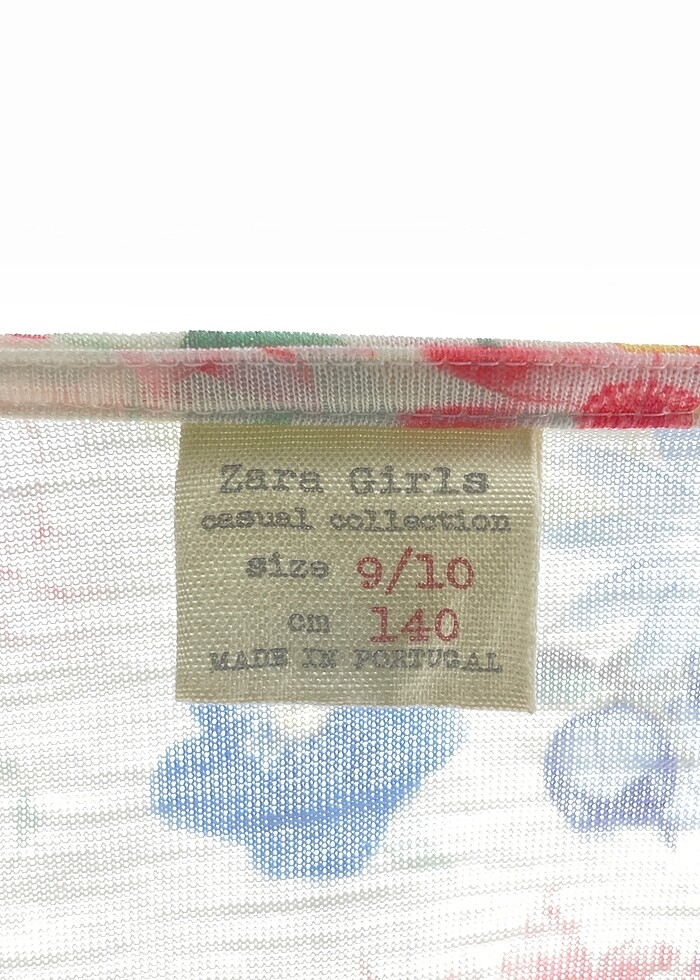 Zara Girls
casual collection
size 9/10
cm 140
MADE IN PORTUGAL